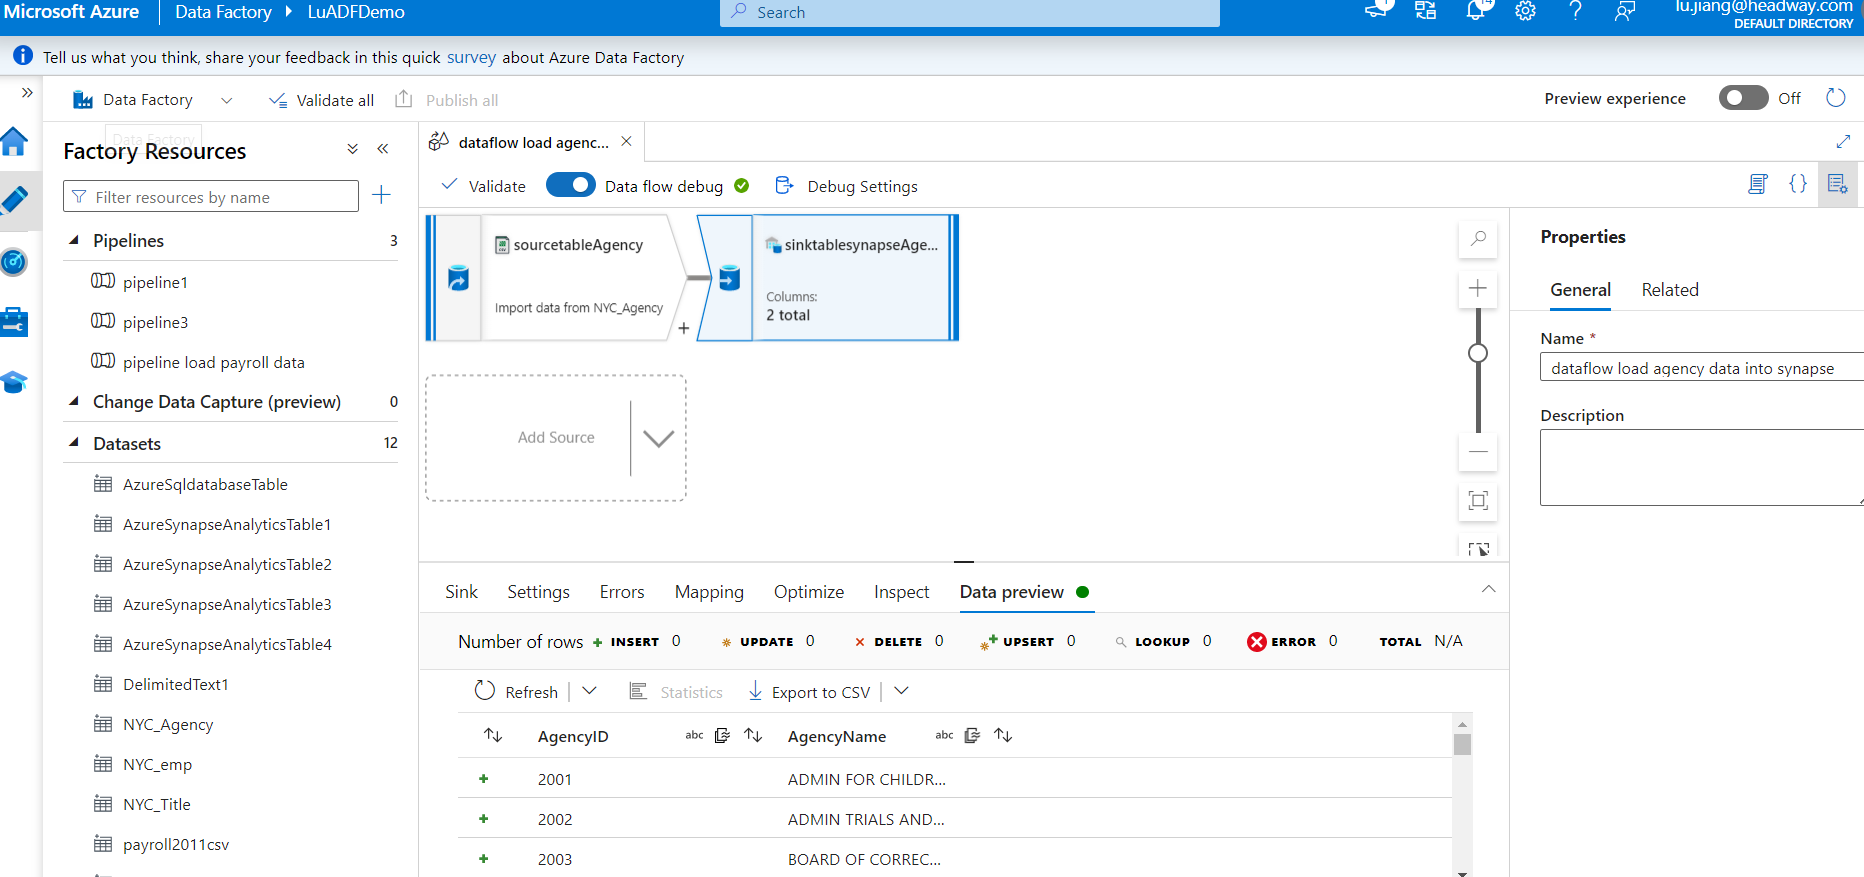 Microsoft Azure
Data Factory
LuADFDemo
Search
1
14
lu.jiang@headway.com
DEFAULT DIRECTORY
Tell us what you think, share your feedback in this quick survey about Azure Data Factory
Data Factory
Validate all
Publish all
Preview experience
Off
Data Factory
Factory Resources
Filter resources by name
Pipelines 3
pipeline1
pipeline3
pipeline load payroll data
Change Data Capture (preview) 0
Datasets 12
AzureSqldatabaseTable
AzureSynapseAnalyticsTable1
AzureSynapseAnalyticsTable2
AzureSynapseAnalyticsTable3
AzureSynapseAnalyticsTable4
DelimitedText1
NYC_Agency
NYC_emp
NYC_Title
payroll2011csv
dataflow load agenc...
Validate
Data flow debug
Debug Settings
sourcetableAgency
Import data from NYC_Agency
sinktablesynapseAge...
Columns:
2 total
Add Source
Properties
General
Related
Name *
dataflow load agency data into synapse
Description
Sink
Settings
Errors
Mapping
Optimize
Inspect
Data preview
Number of rows INSERT 0 UPDATE 0 DELETE 0 UPSERT 0 LOOKUP 0 ERROR 0 TOTAL N/A
Refresh
Statistics
Export to CSV
AgencyID abc AgencyName abc
2001 ADMIN FOR CHILDR...
2002 ADMIN TRIALS AND...
2003 BOARD OF CORREC...